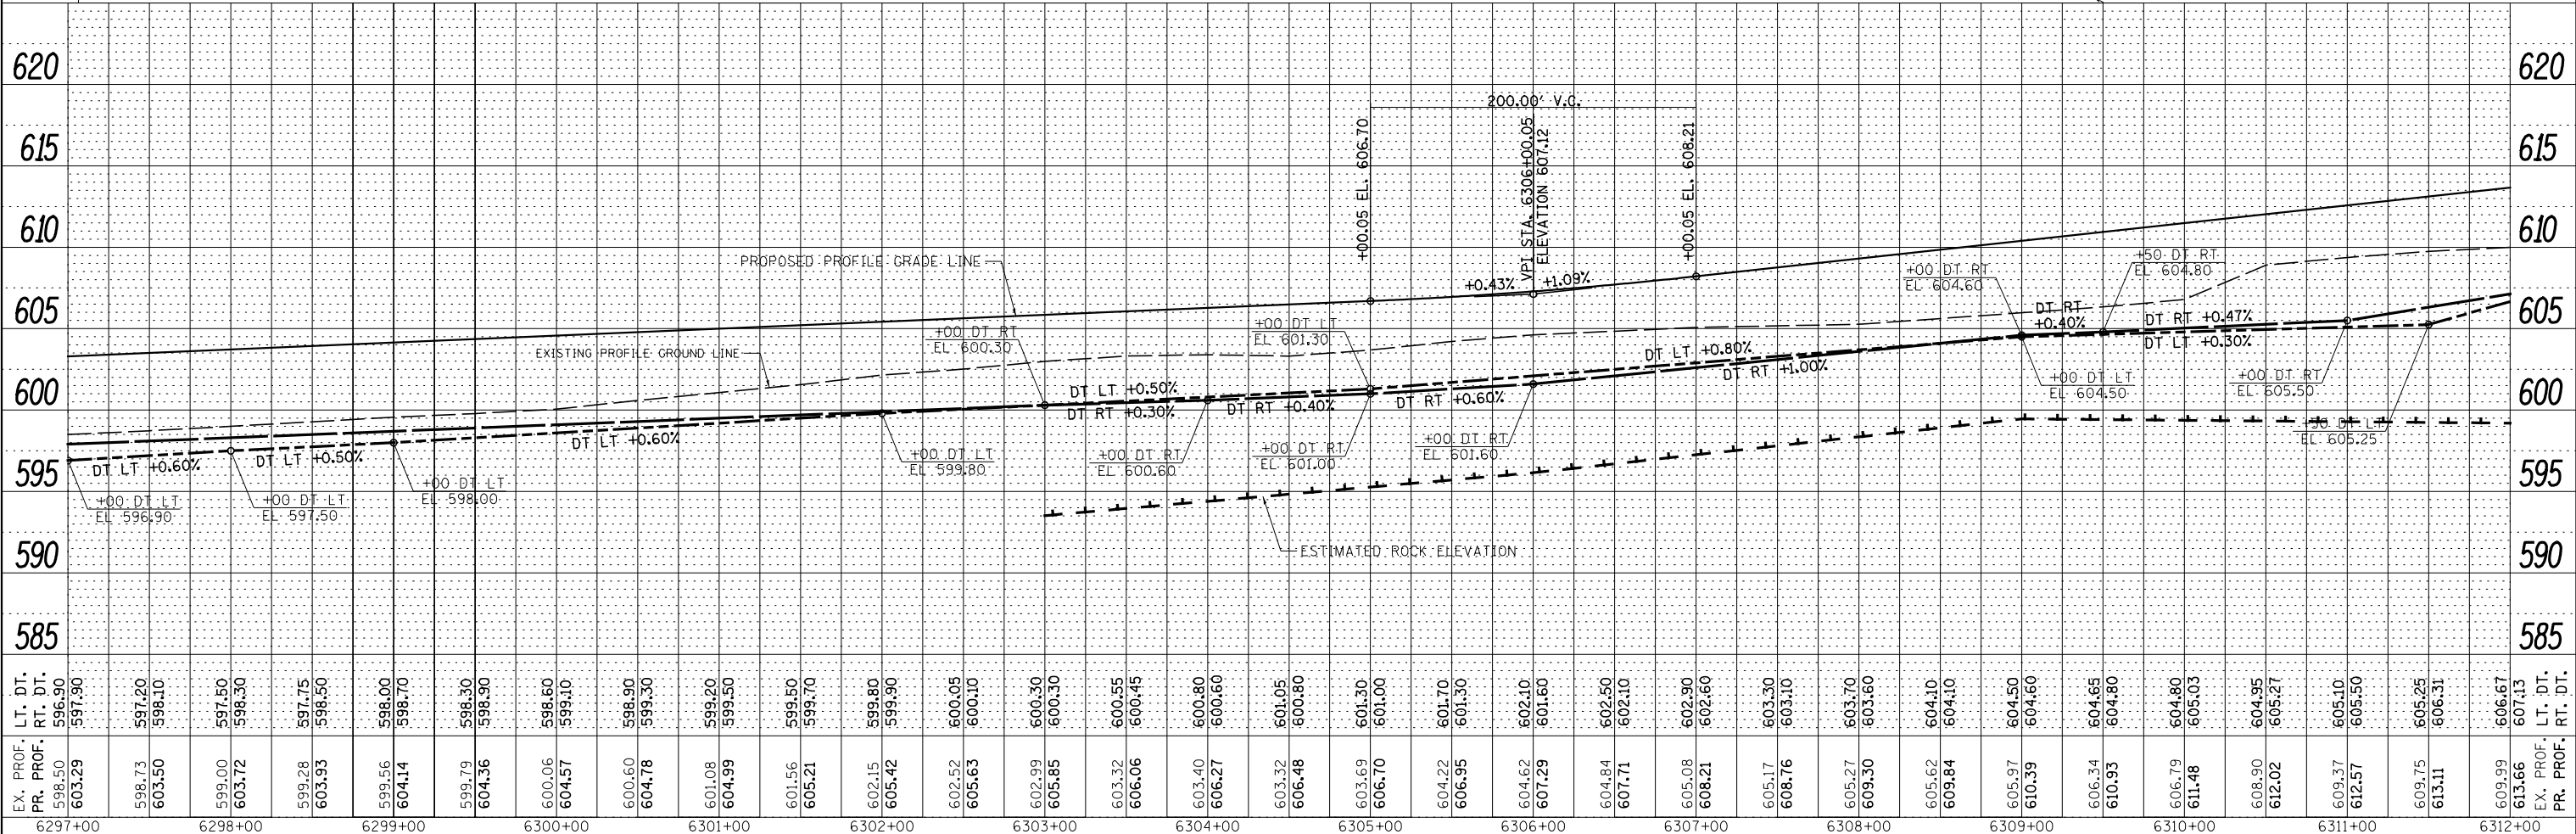 620 620
615 615
610 610
605 605
600 600
595 595
590 590
585 585
200.00' V.C.
+00.05 EL. 606.70
VPI STA. 6306+00.05
ELEVATION 607.12
+00.05 EL. 608.21
+0.43% +1.09%
PROPOSED PROFILE GRADE LINE
EXISTING PROFILE GROUND LINE
ESTIMATED ROCK ELEVATION
+00 DT RT
EL 600.30
+00 DT LT
EL 601.30
+00 DT RT
EL 604.60
+50 DT RT
EL 604.80
DT LT +0.60%
DT LT +0.50%
DT LT +0.60%
DT LT +0.50%
DT RT +0.30%
DT RT +0.40%
DT RT +0.60%
DT LT +0.80%
DT RT +1.00%
DT RT
+0.40%
DT RT +0.47%
DT LT +0.30%
+00 DT LT
EL 596.90
+00 DT LT
EL 597.50
+00 DT LT
EL 598.00
+00 DT LT
EL 599.80
+00 DT RT
EL 600.60
+00 DT RT
EL 601.00
+00 DT RT
EL 601.60
+00 DT LT
EL 604.50
+00 DT RT
EL 605.50
+50 DT LT
EL 605.25
LT. DT. 596.90 597.20 597.50 597.75 598.00 598.30 598.60 598.90 599.20 599.50 599.80 600.05 600.30 600.55 600.80 601.05 601.30 601.70 602.10 602.50 602.90 603.30 603.70 604.10 604.50 604.65 604.80 604.95 605.10 605.25 606.67 LT. DT.
RT. DT. 597.90 598.10 598.30 598.50 598.70 598.90 599.10 599.30 599.50 599.70 599.90 600.10 600.30 600.45 600.60 600.80 601.00 601.30 601.60 602.10 602.60 603.10 603.60 604.10 604.60 604.80 605.03 605.27 605.50 606.31 607.13 RT. DT.
EX. PROF. 598.50 598.73 599.00 599.28 599.56 599.79 600.06 600.60 601.08 601.56 602.15 602.52 602.99 603.32 603.40 603.32 603.69 604.22 604.62 604.84 605.08 605.17 605.27 605.62 605.97 606.34 606.79 608.90 609.37 609.75 609.99 EX. PROF.
PR. PROF. 603.29 603.50 603.72 603.93 604.14 604.36 604.57 604.78 604.99 605.21 605.42 605.63 605.85 606.06 606.27 606.48 606.70 606.95 607.29 607.71 608.21 608.76 609.30 609.84 610.39 610.93 611.48 612.02 612.57 613.11 613.66 PR. PROF.
6297+00 6298+00 6299+00 6300+00 6301+00 6302+00 6303+00 6304+00 6305+00 6306+00 6307+00 6308+00 6309+00 6310+00 6311+00 6312+00